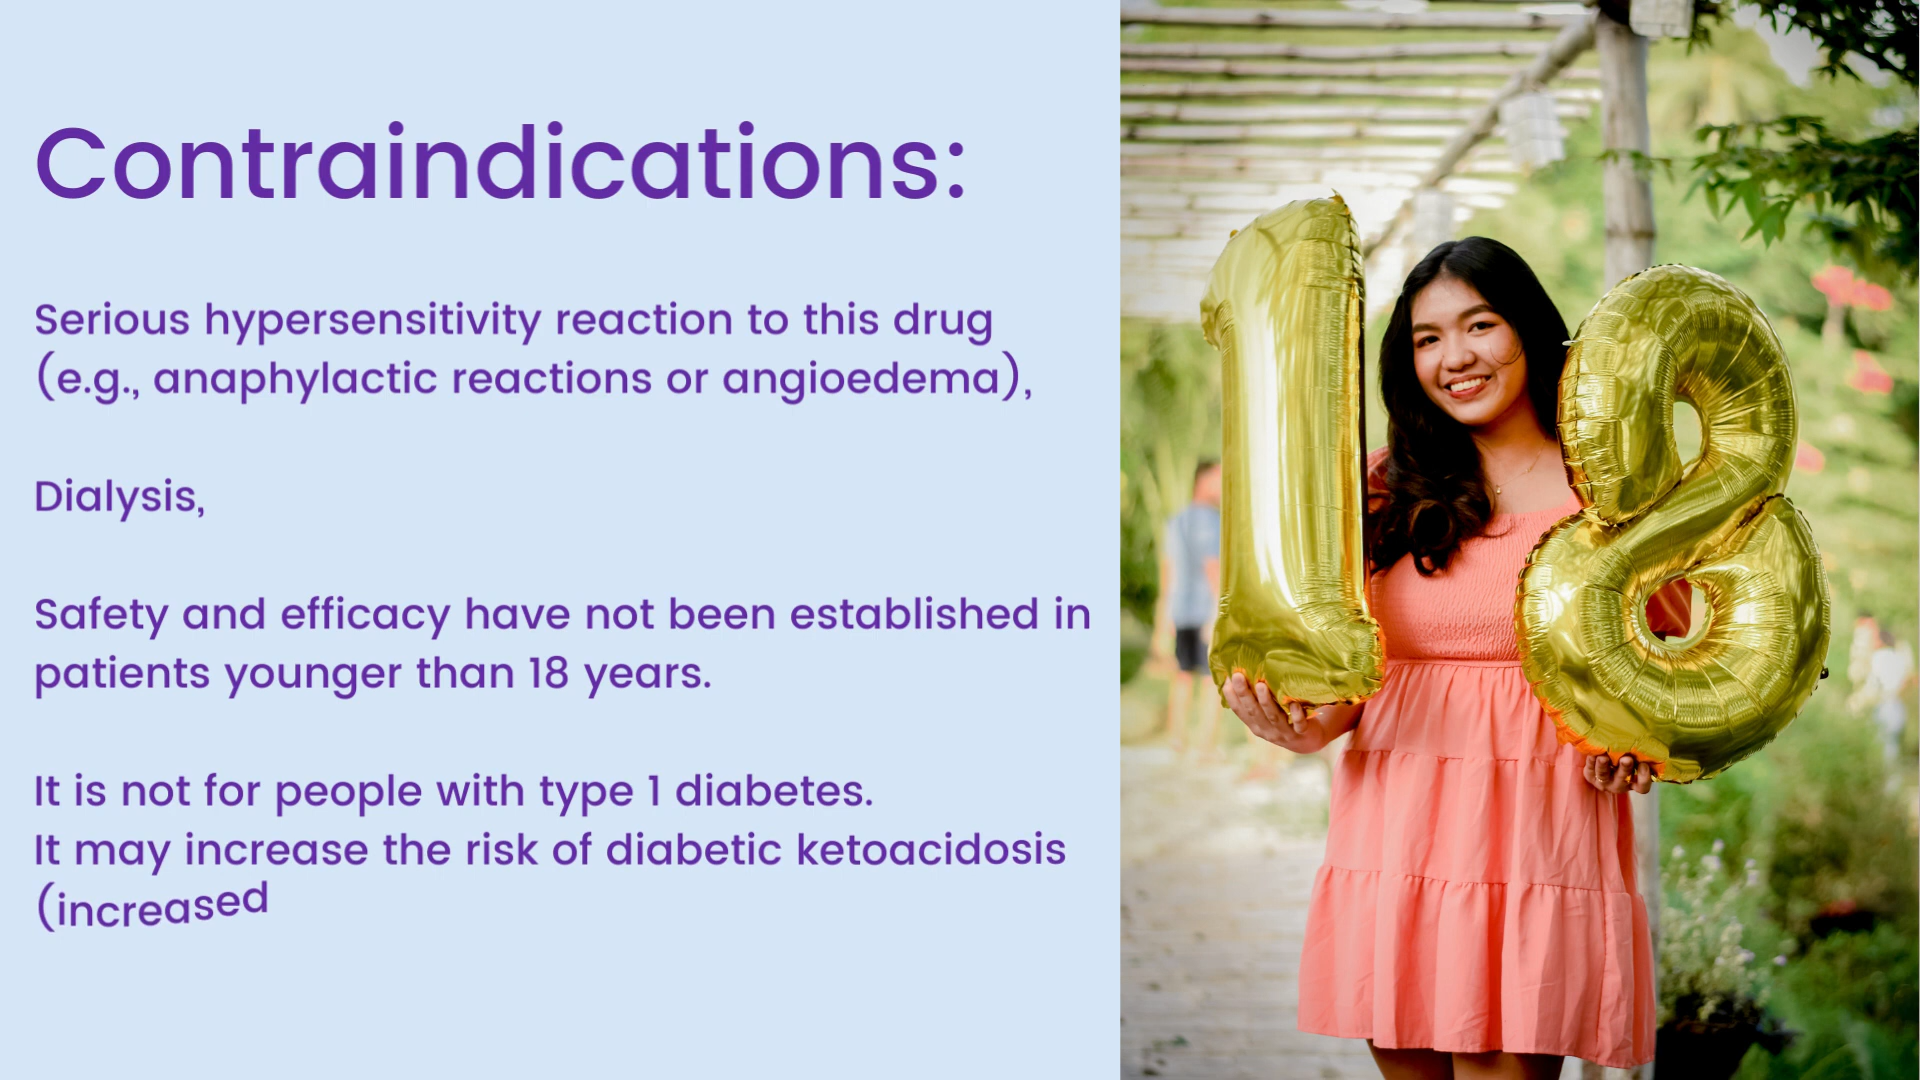 Contraindications:
Serious hypersensitivity reaction to this drug
(e.g., anaphylactic reactions or angioedema),
Dialysis,
Safety and efficacy have not been established in
patients younger than 18 years.
It is not for people with type 1 diabetes.
It may increase the risk of diabetic ketoacidosis
(increased
18